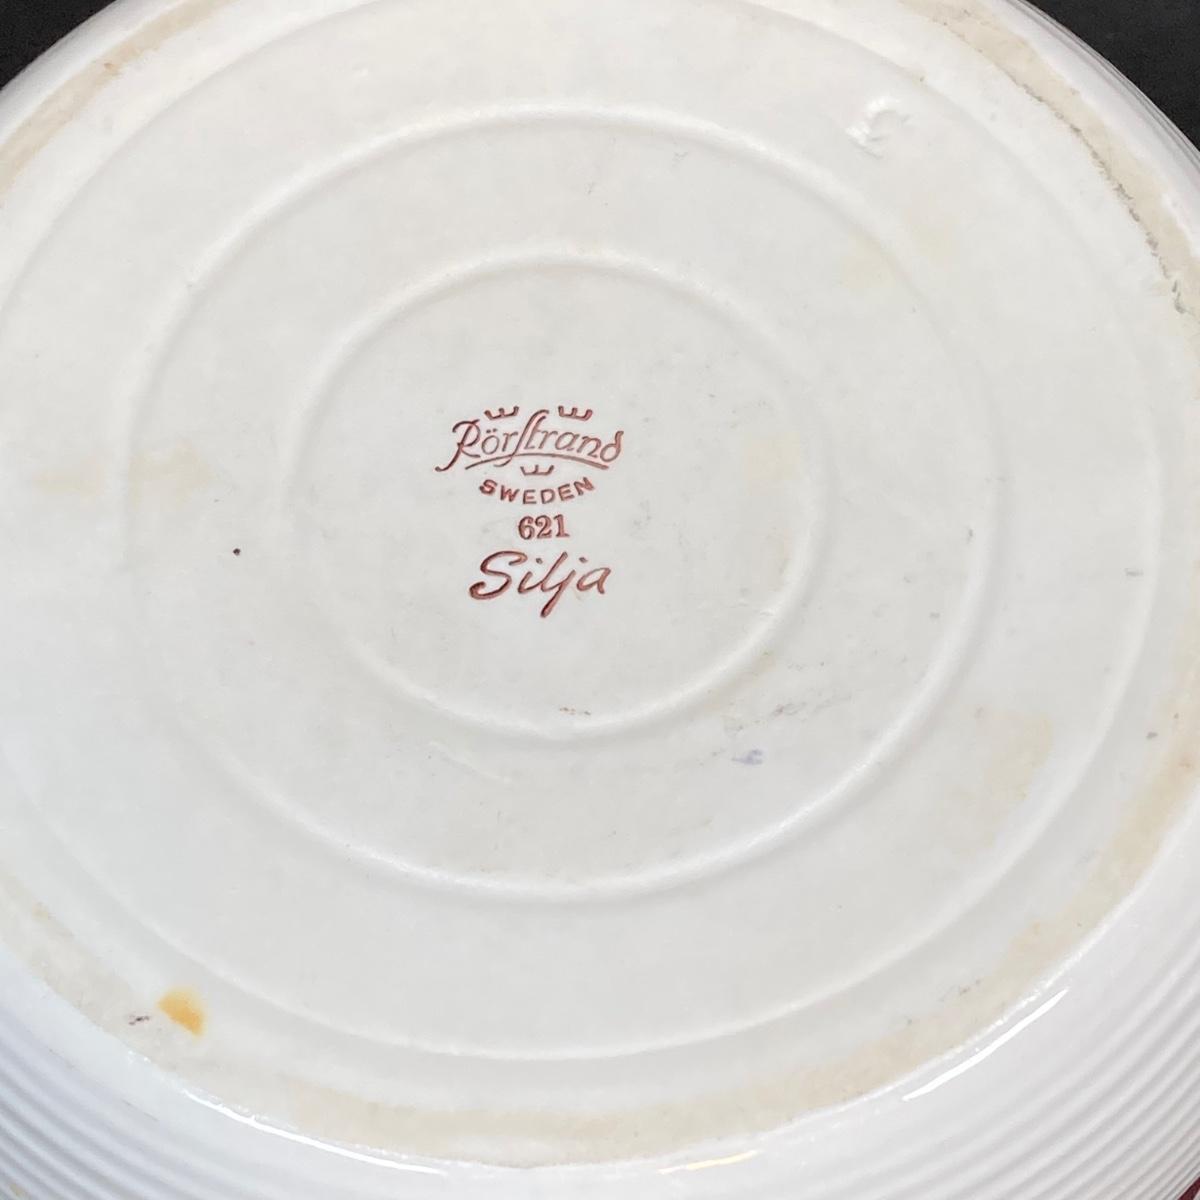 Rörstrand
SWEDEN
621
Silja